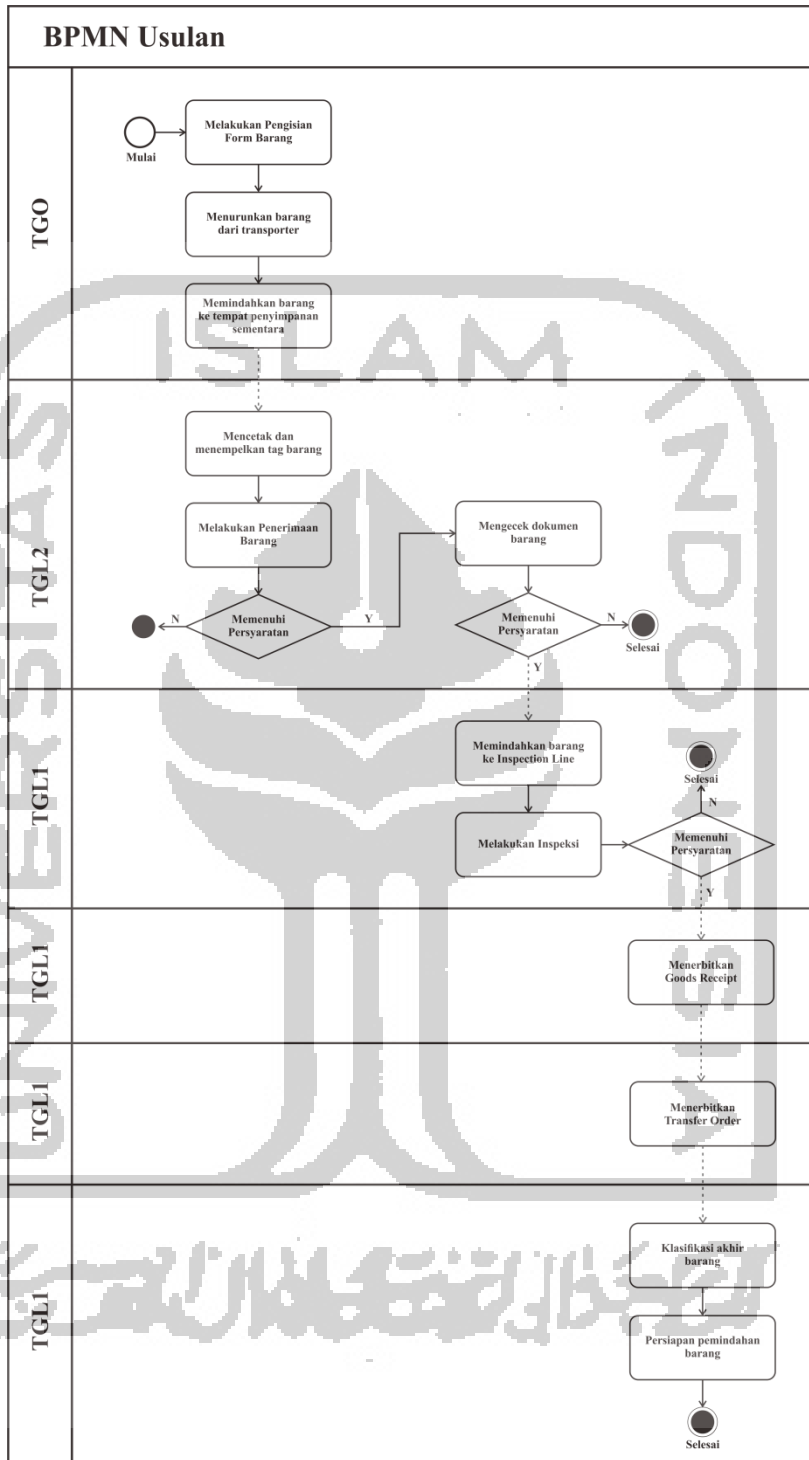 BPMN Usulan
TGO
Mulai
Melakukan Pengisian
Form Barang
Menurunkan barang
dari transporter
Memindahkan barang
ke tempat penyimpanan
sementara
TGL2
Mencetak dan
menempelkan tag barang
Melakukan Penerimaan
Barang
Memenuhi
Persyaratan
N
Y
Mengecek dokumen
barang
Memenuhi
Persyaratan
N
Selesai
Y
TGL1
Memindahkan barang
ke Inspection Line
Melakukan Inspeksi
Memenuhi
Persyaratan
N
Selesai
Y
TGL1
Menerbitkan
Goods Receipt
TGL1
Menerbitkan
Transfer Order
TGL1
Klasifikasi akhir
barang
Persiapan pemindahan
barang
Selesai
UNIVERSITAS
ISLAM
INDONESIA